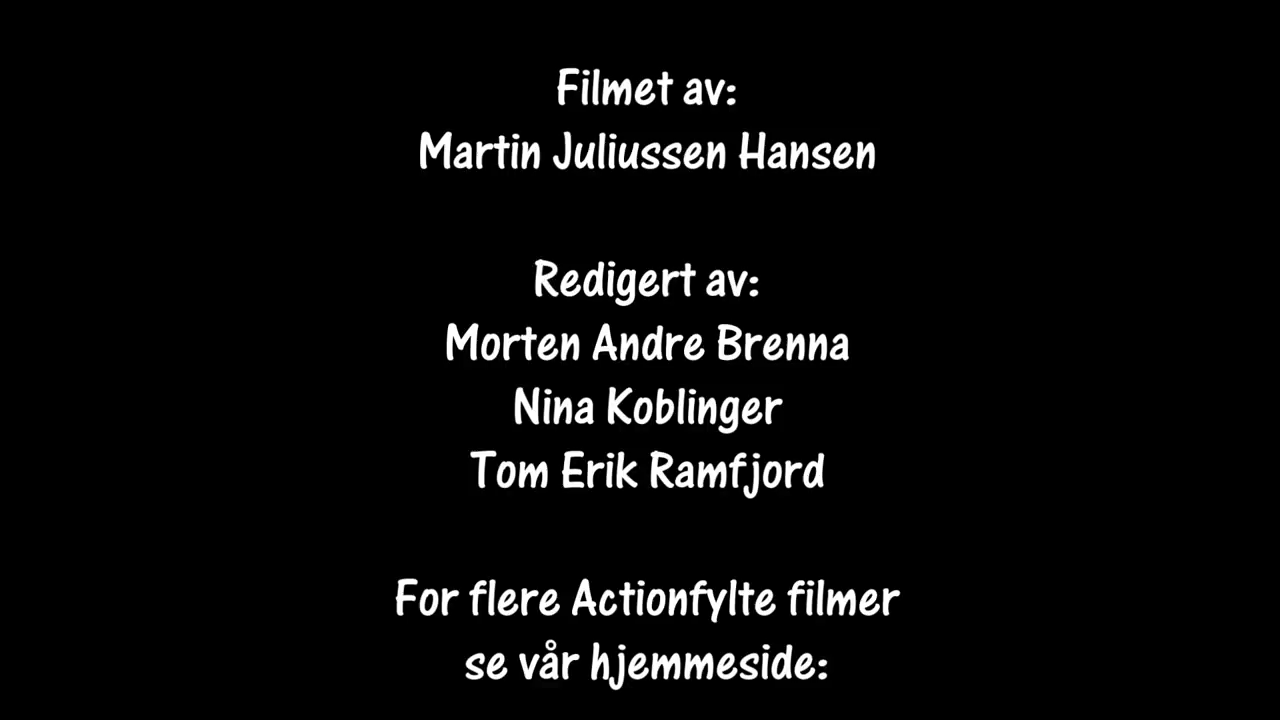 Filmet av:
Martin Juliussen Hansen
Redigert av:
Morten Andre Brenna
Nina Koblinger
Tom Erik Ramfjord
For flere Actionfylte filmer
se vår hjemmeside: